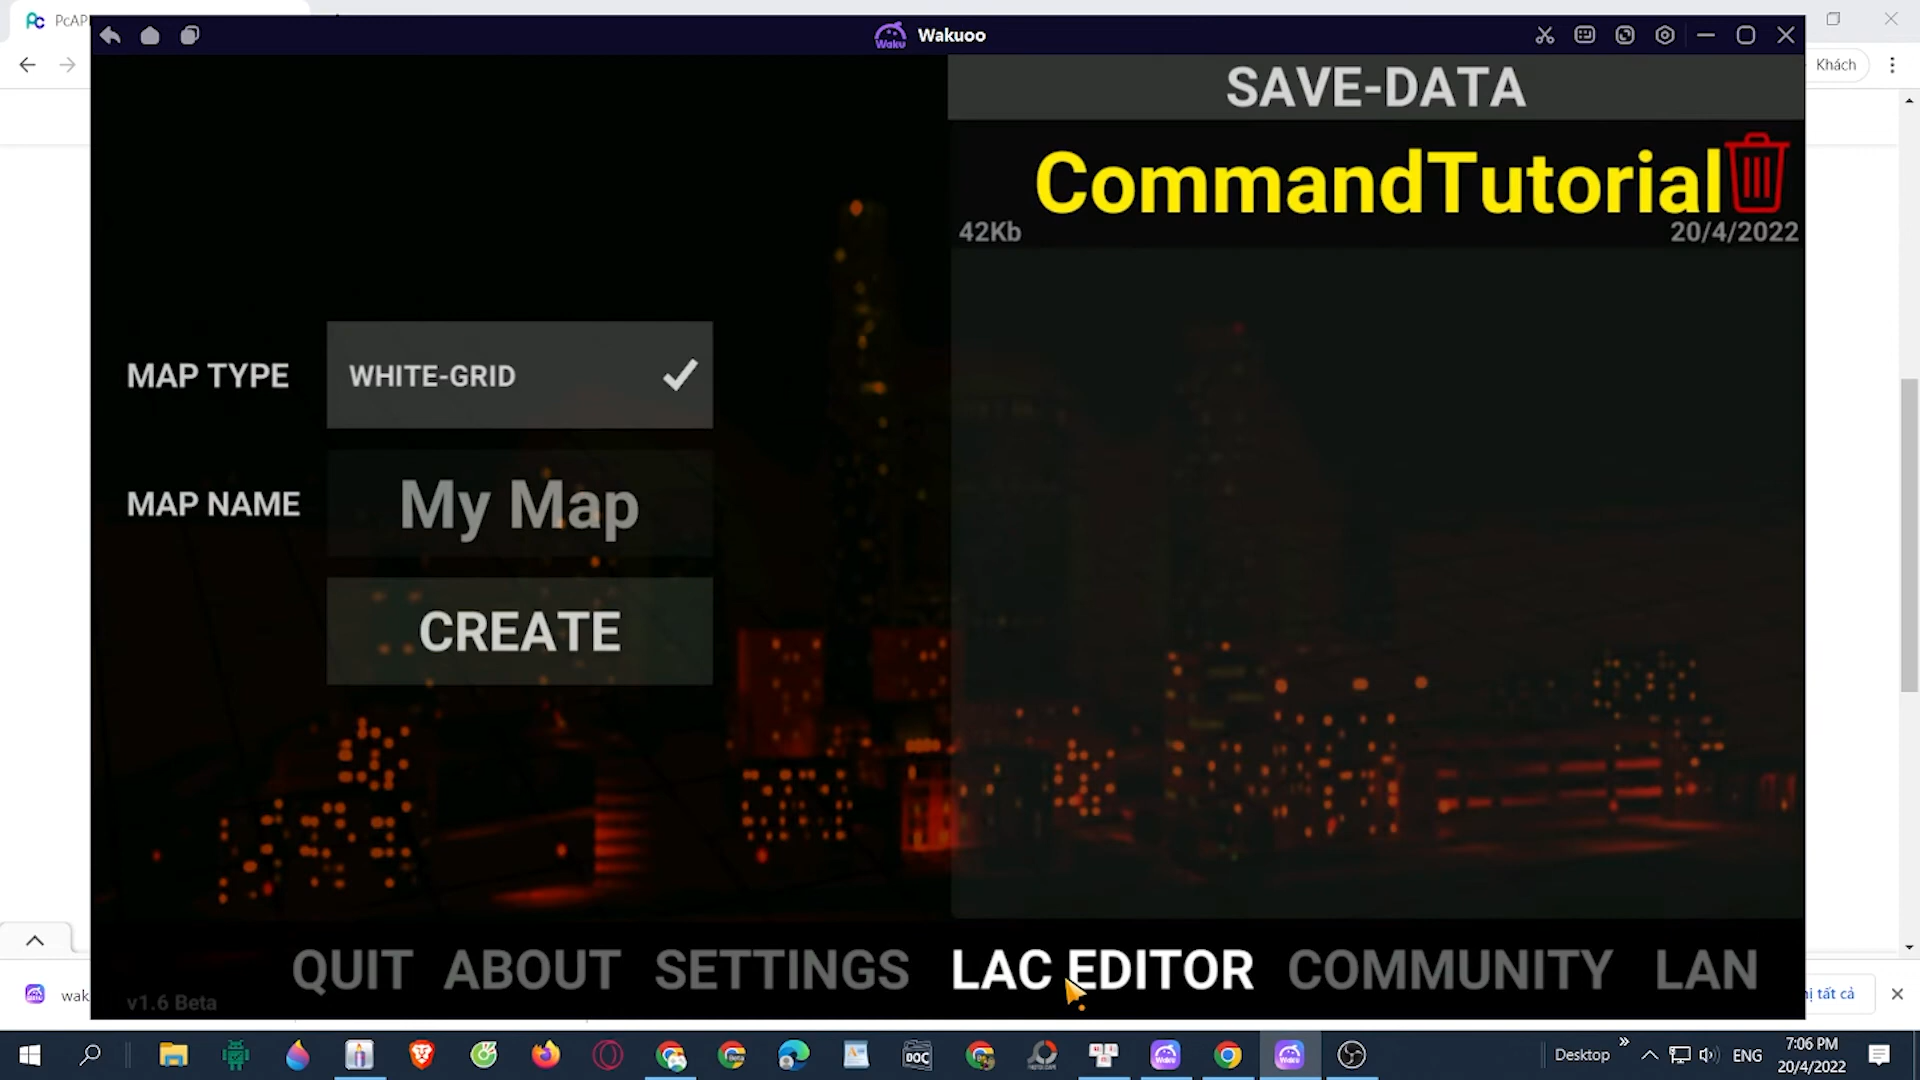 PcAPK
Wakuoo
Khách
SAVE-DATA
CommandTutorial
42Kb
20/4/2022
MAP TYPE
WHITE-GRID
MAP NAME
My Map
CREATE
QUIT
ABOUT
SETTINGS
LAC EDITOR
COMMUNITY
LAN
v1.6 Beta
wak
ị tất cả
DOC
Desktop
ENG
7:06 PM
20/4/2022